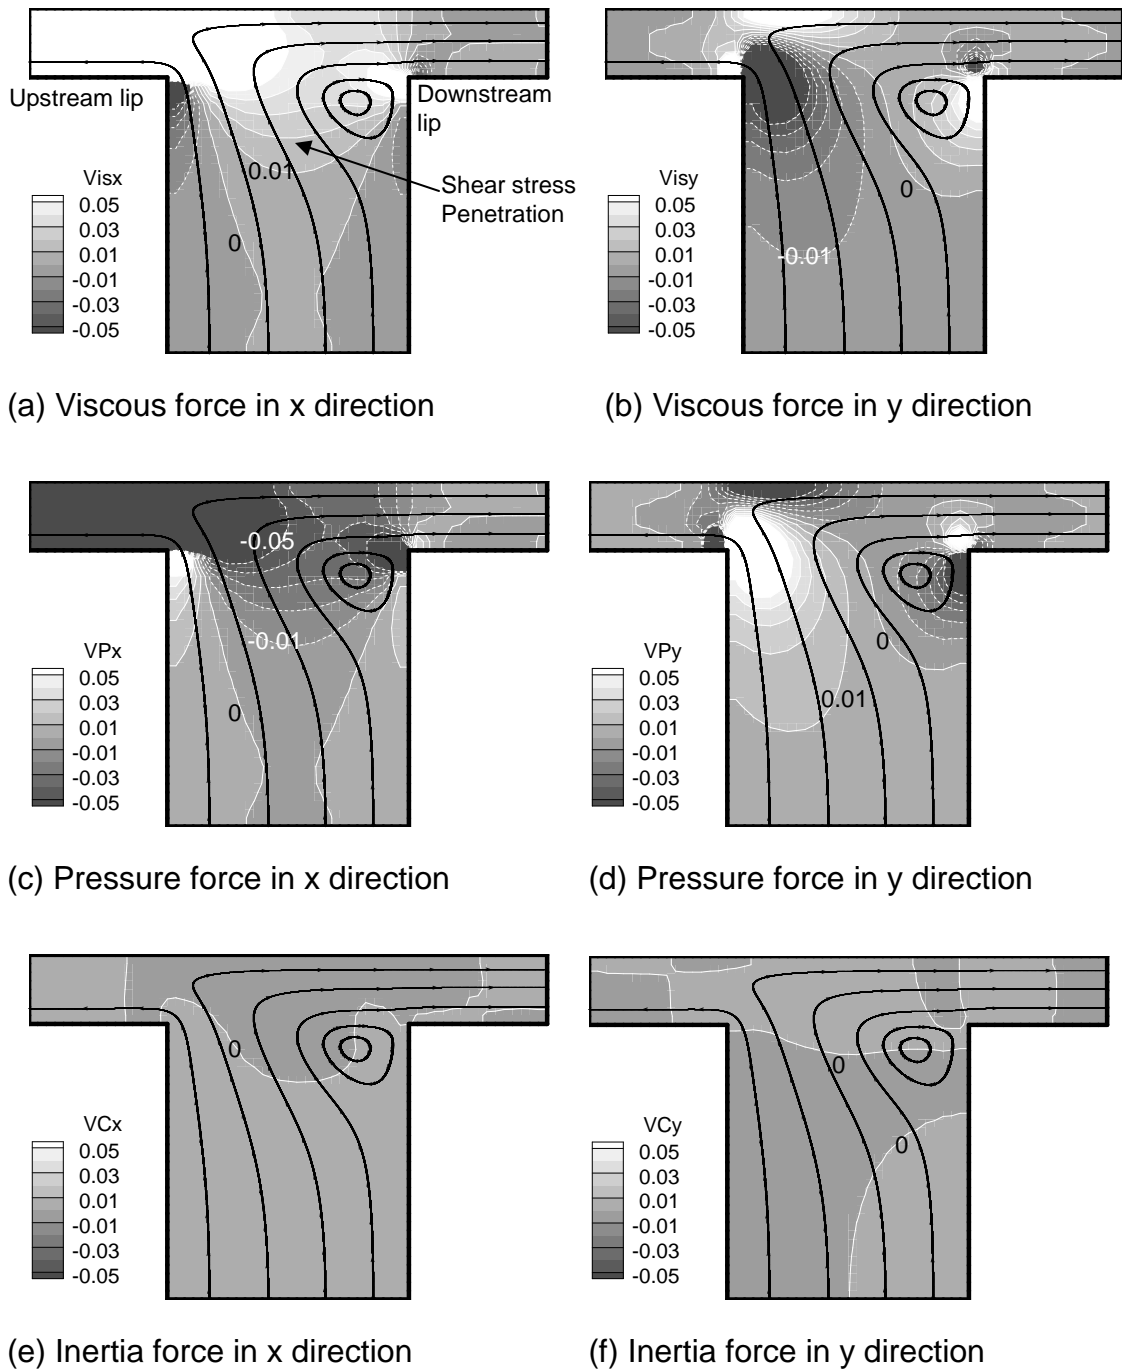 Upstream lip
Downstream
lip
-0.01
Shear stress
Penetration
0
Visx
0.05
0.03
0.01
-0.01
-0.03
-0.05
(a) Viscous force in x direction
0
-0.01
Visy
0.05
0.03
0.01
-0.01
-0.03
-0.05
(b) Viscous force in y direction
-0.05
-0.01
0
VPx
0.05
0.03
0.01
-0.01
-0.03
-0.05
(c) Pressure force in x direction
0
0.01
VPy
0.05
0.03
0.01
-0.01
-0.03
-0.05
(d) Pressure force in y direction
0
VCx
0.05
0.03
0.01
-0.01
-0.03
-0.05
(e) Inertia force in x direction
0
0
VCy
0.05
0.03
0.01
-0.01
-0.03
-0.05
(f) Inertia force in y direction